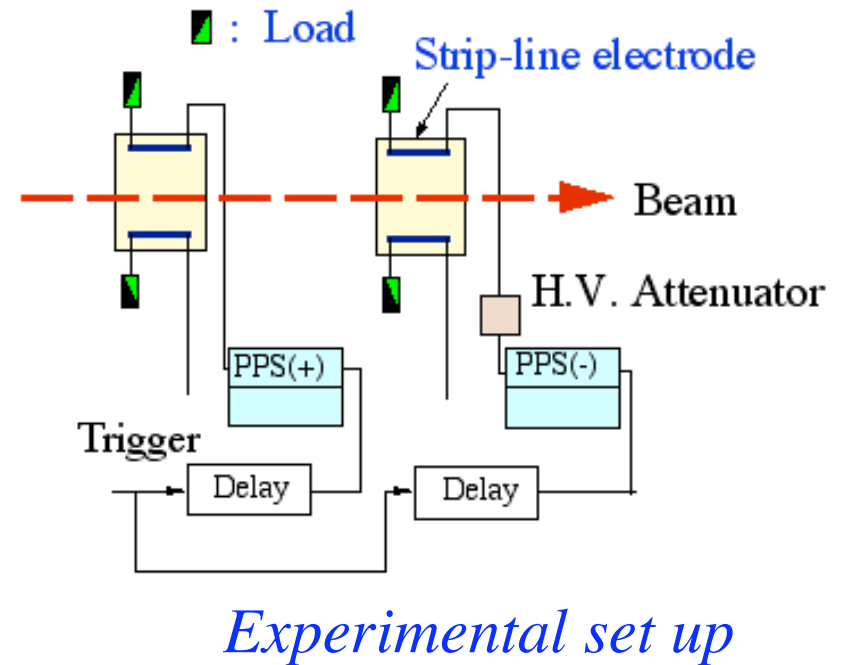 : Load
Strip-line electrode
Beam
H.V. Attenuator
PPS(+)
PPS(-)
Trigger
Delay
Delay
Experimental set up